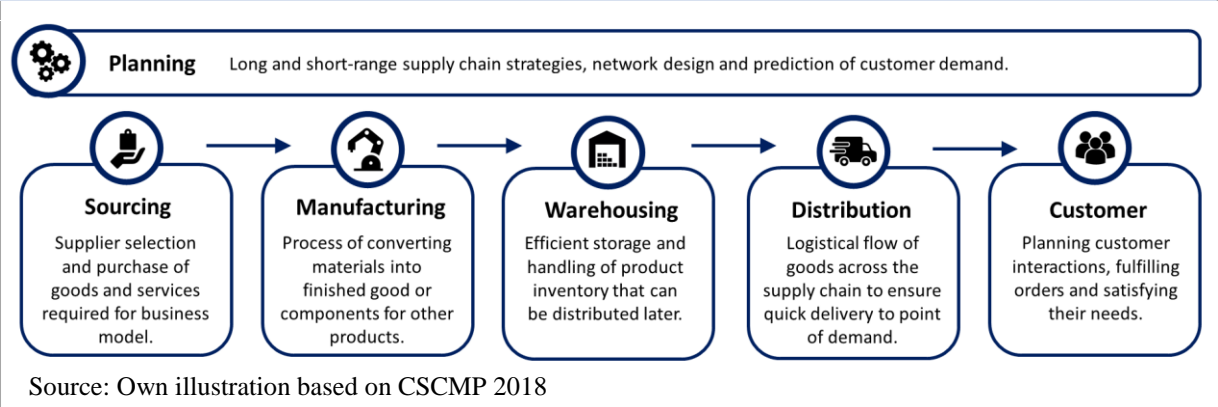 Planning Long and short-range supply chain strategies, network design and prediction of customer demand.
Sourcing
Supplier selection
and purchase of
goods and services
required for business
model.
Manufacturing
Process of converting
materials into
finished good or
components for other
products.
Warehousing
Efficient storage and
handling of product
inventory that can
be distributed later.
Distribution
Logistical flow of
goods across the
supply chain to ensure
quick delivery to point
of demand.
Customer
Planning customer
interactions, fulfilling
orders and satisfying
their needs.
Source: Own illustration based on CSCMP 2018